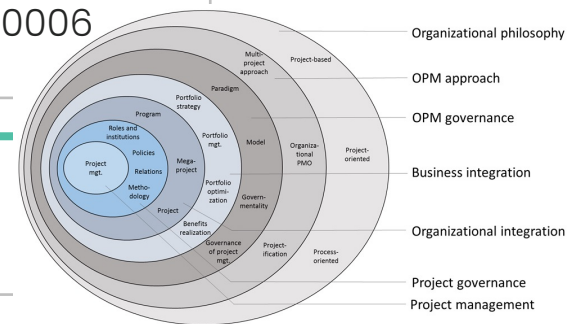 0006
Organizational philosophy
Multi-
project
approach
Project-based
OPM approach
Paradigm
Portfolio
strategy
OPM governance
Program
Roles and
institutions
Portfolio
mgt.
Model
Organiza-
tional
PMO
Project-
oriented
Policies
Project
mgt.
Relations
Mega-
project
Business integration
Metho-
dology
Portfolio
optimi-
zation
Govern-
mentality
Project
Benefits
realization
Organizational integration
Governance
of project
mgt.
Project-
ification
Process-
oriented
Project governance
Project management